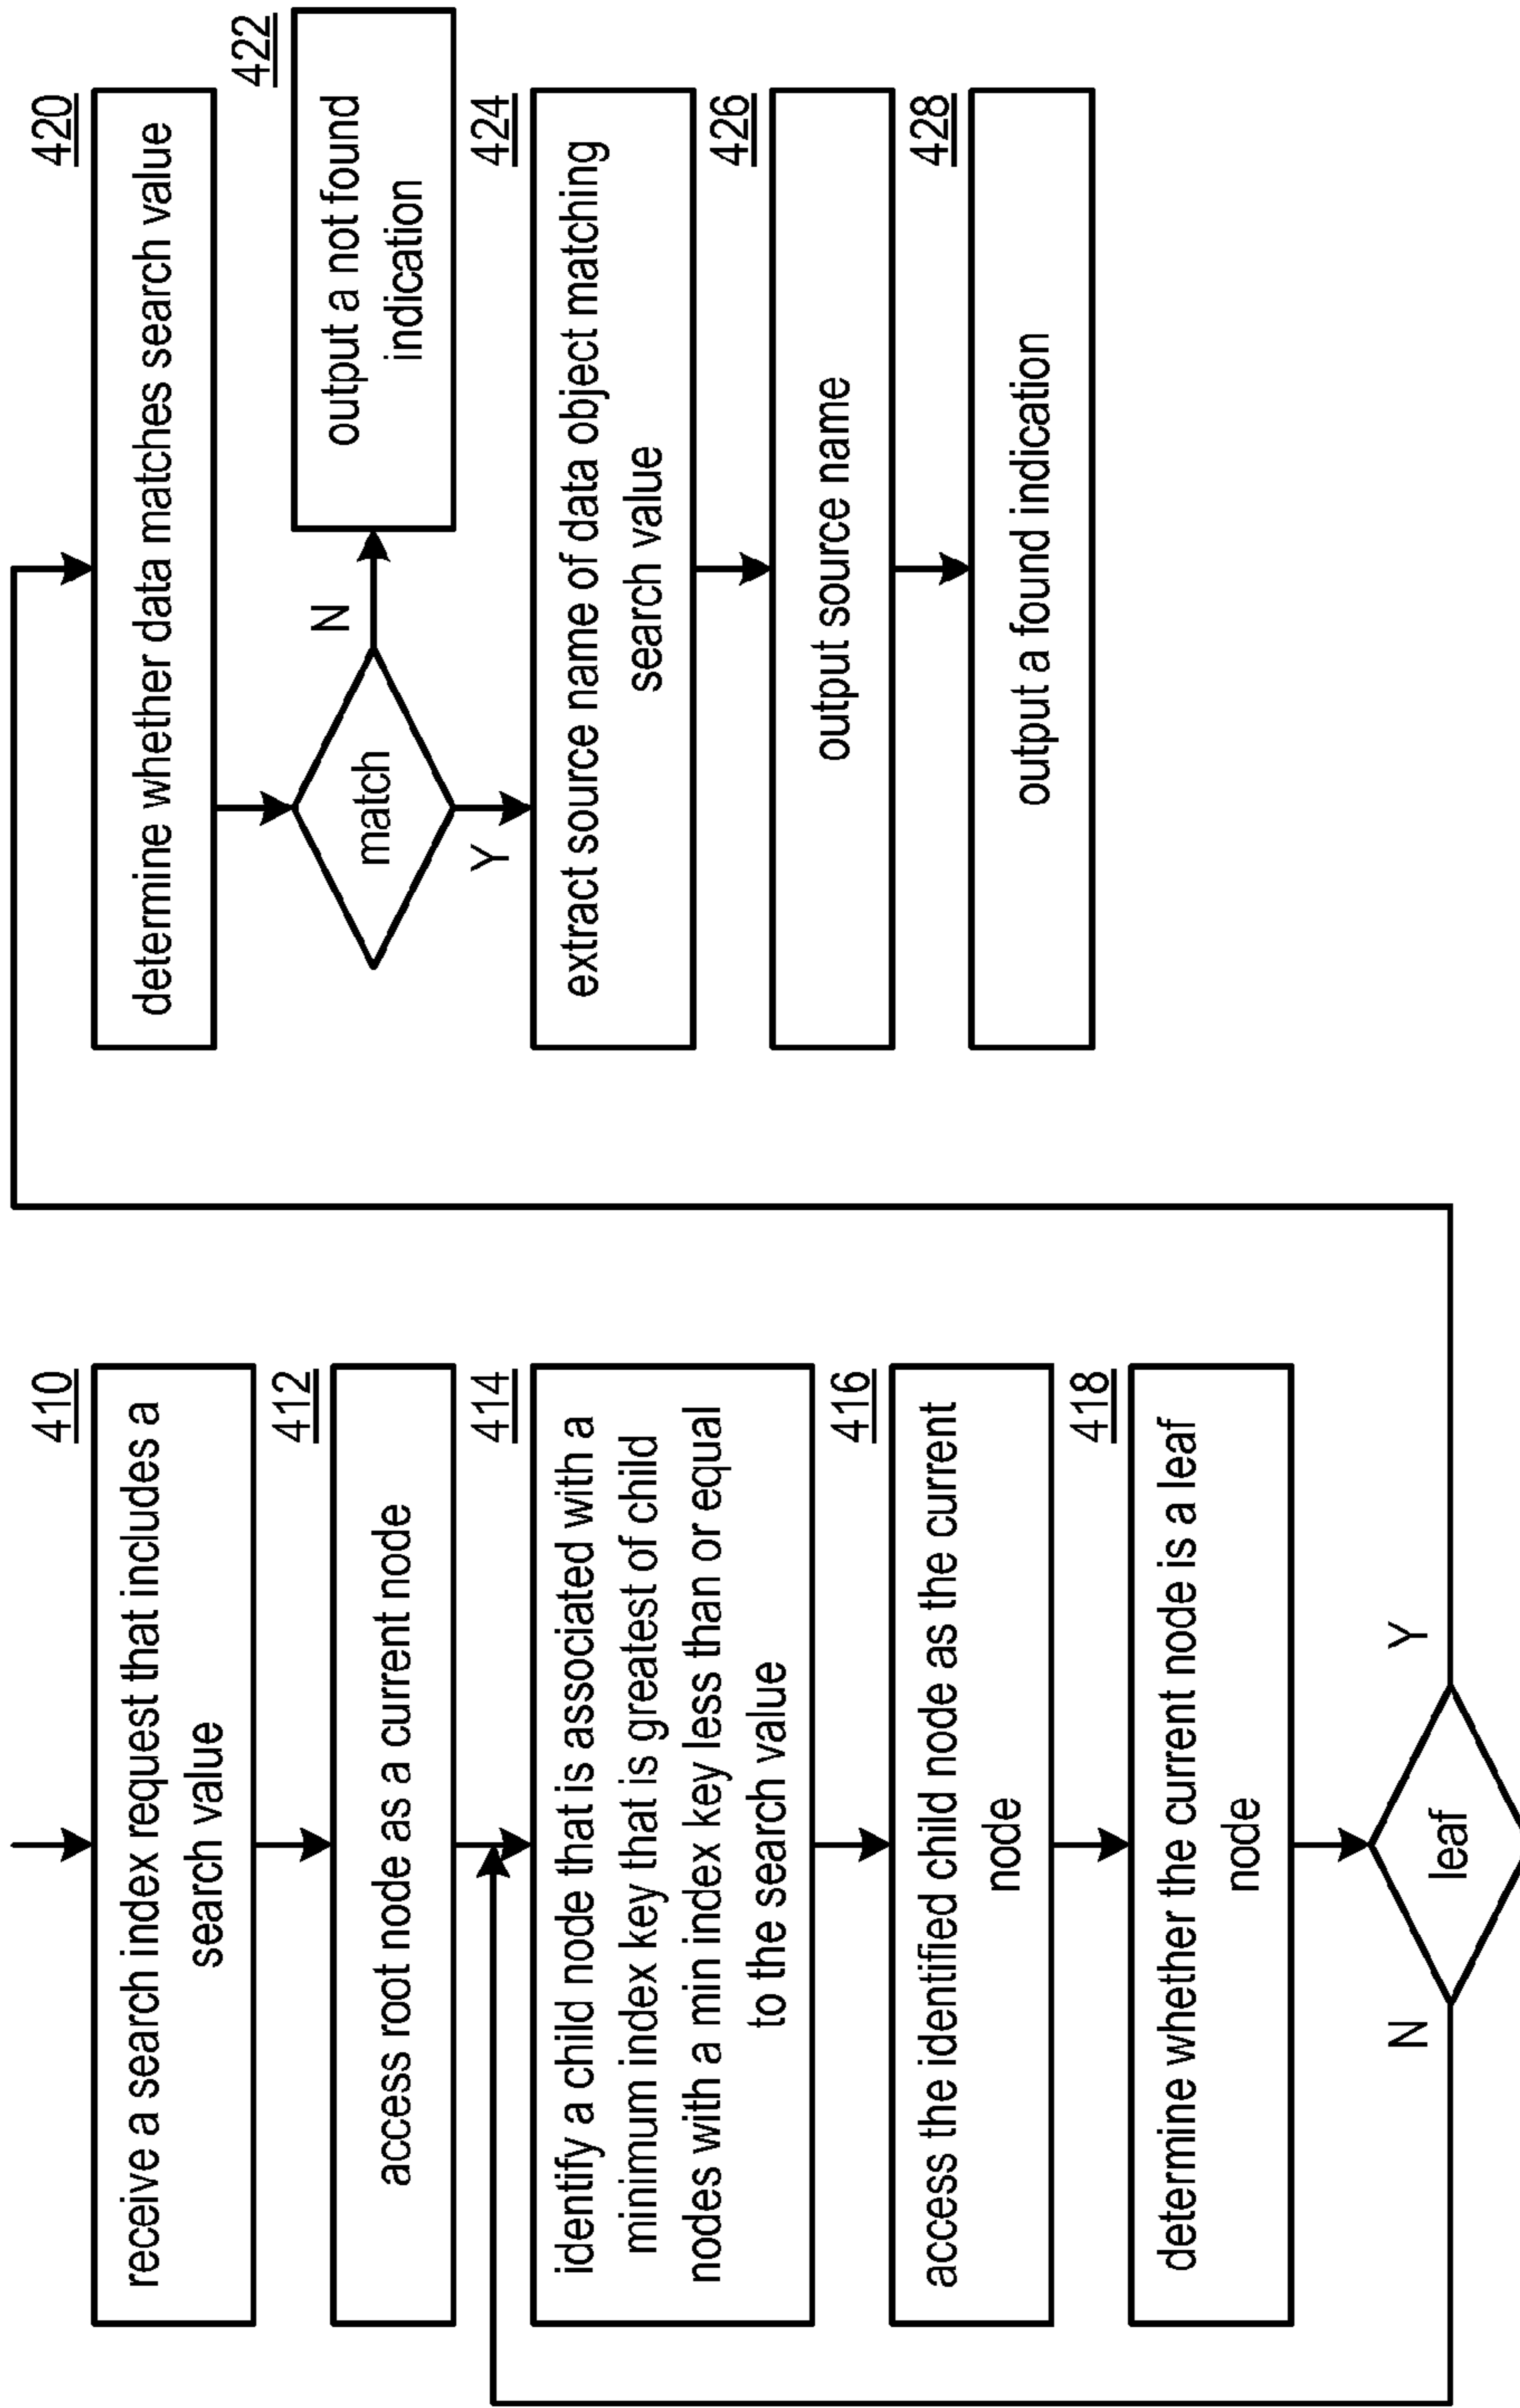 410
receive a search index request that includes a
search value
412
access root node as a current node
414
identify a child node that is associated with a
minimum index key that is greatest of child
nodes with a min index key less than or equal
to the search value
416
access the identified child node as the current
node
418
determine whether the current node is a leaf
node
leaf
N
Y
420
determine whether data matches search value
match
N
422
output a not found
indication
Y
424
extract source name of data object matching
search value
426
output source name
428
output a found indication